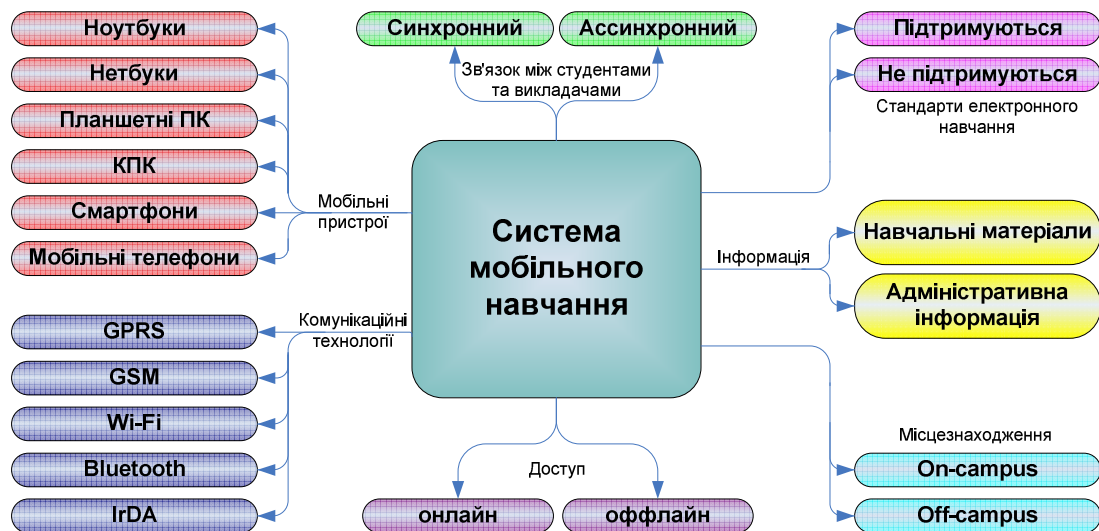 Ноутбуки
Нетбуки
Планшетні ПК
КПК
Смартфони
Мобільні телефони
Мобільні
пристрої
GPRS
GSM
Wi-Fi
Bluetooth
IrDA
Комунікаційні
технології
Синхронний
Ассинхронний
Зв'язок між студентами
та викладачами
Система
мобільного
навчання
Доступ
онлайн
оффлайн
Підтримуються
Не підтримуються
Стандарти електронного
навчання
Інформація
Навчальні матеріали
Адміністративна
інформація
Місцезнаходження
On-campus
Off-campus